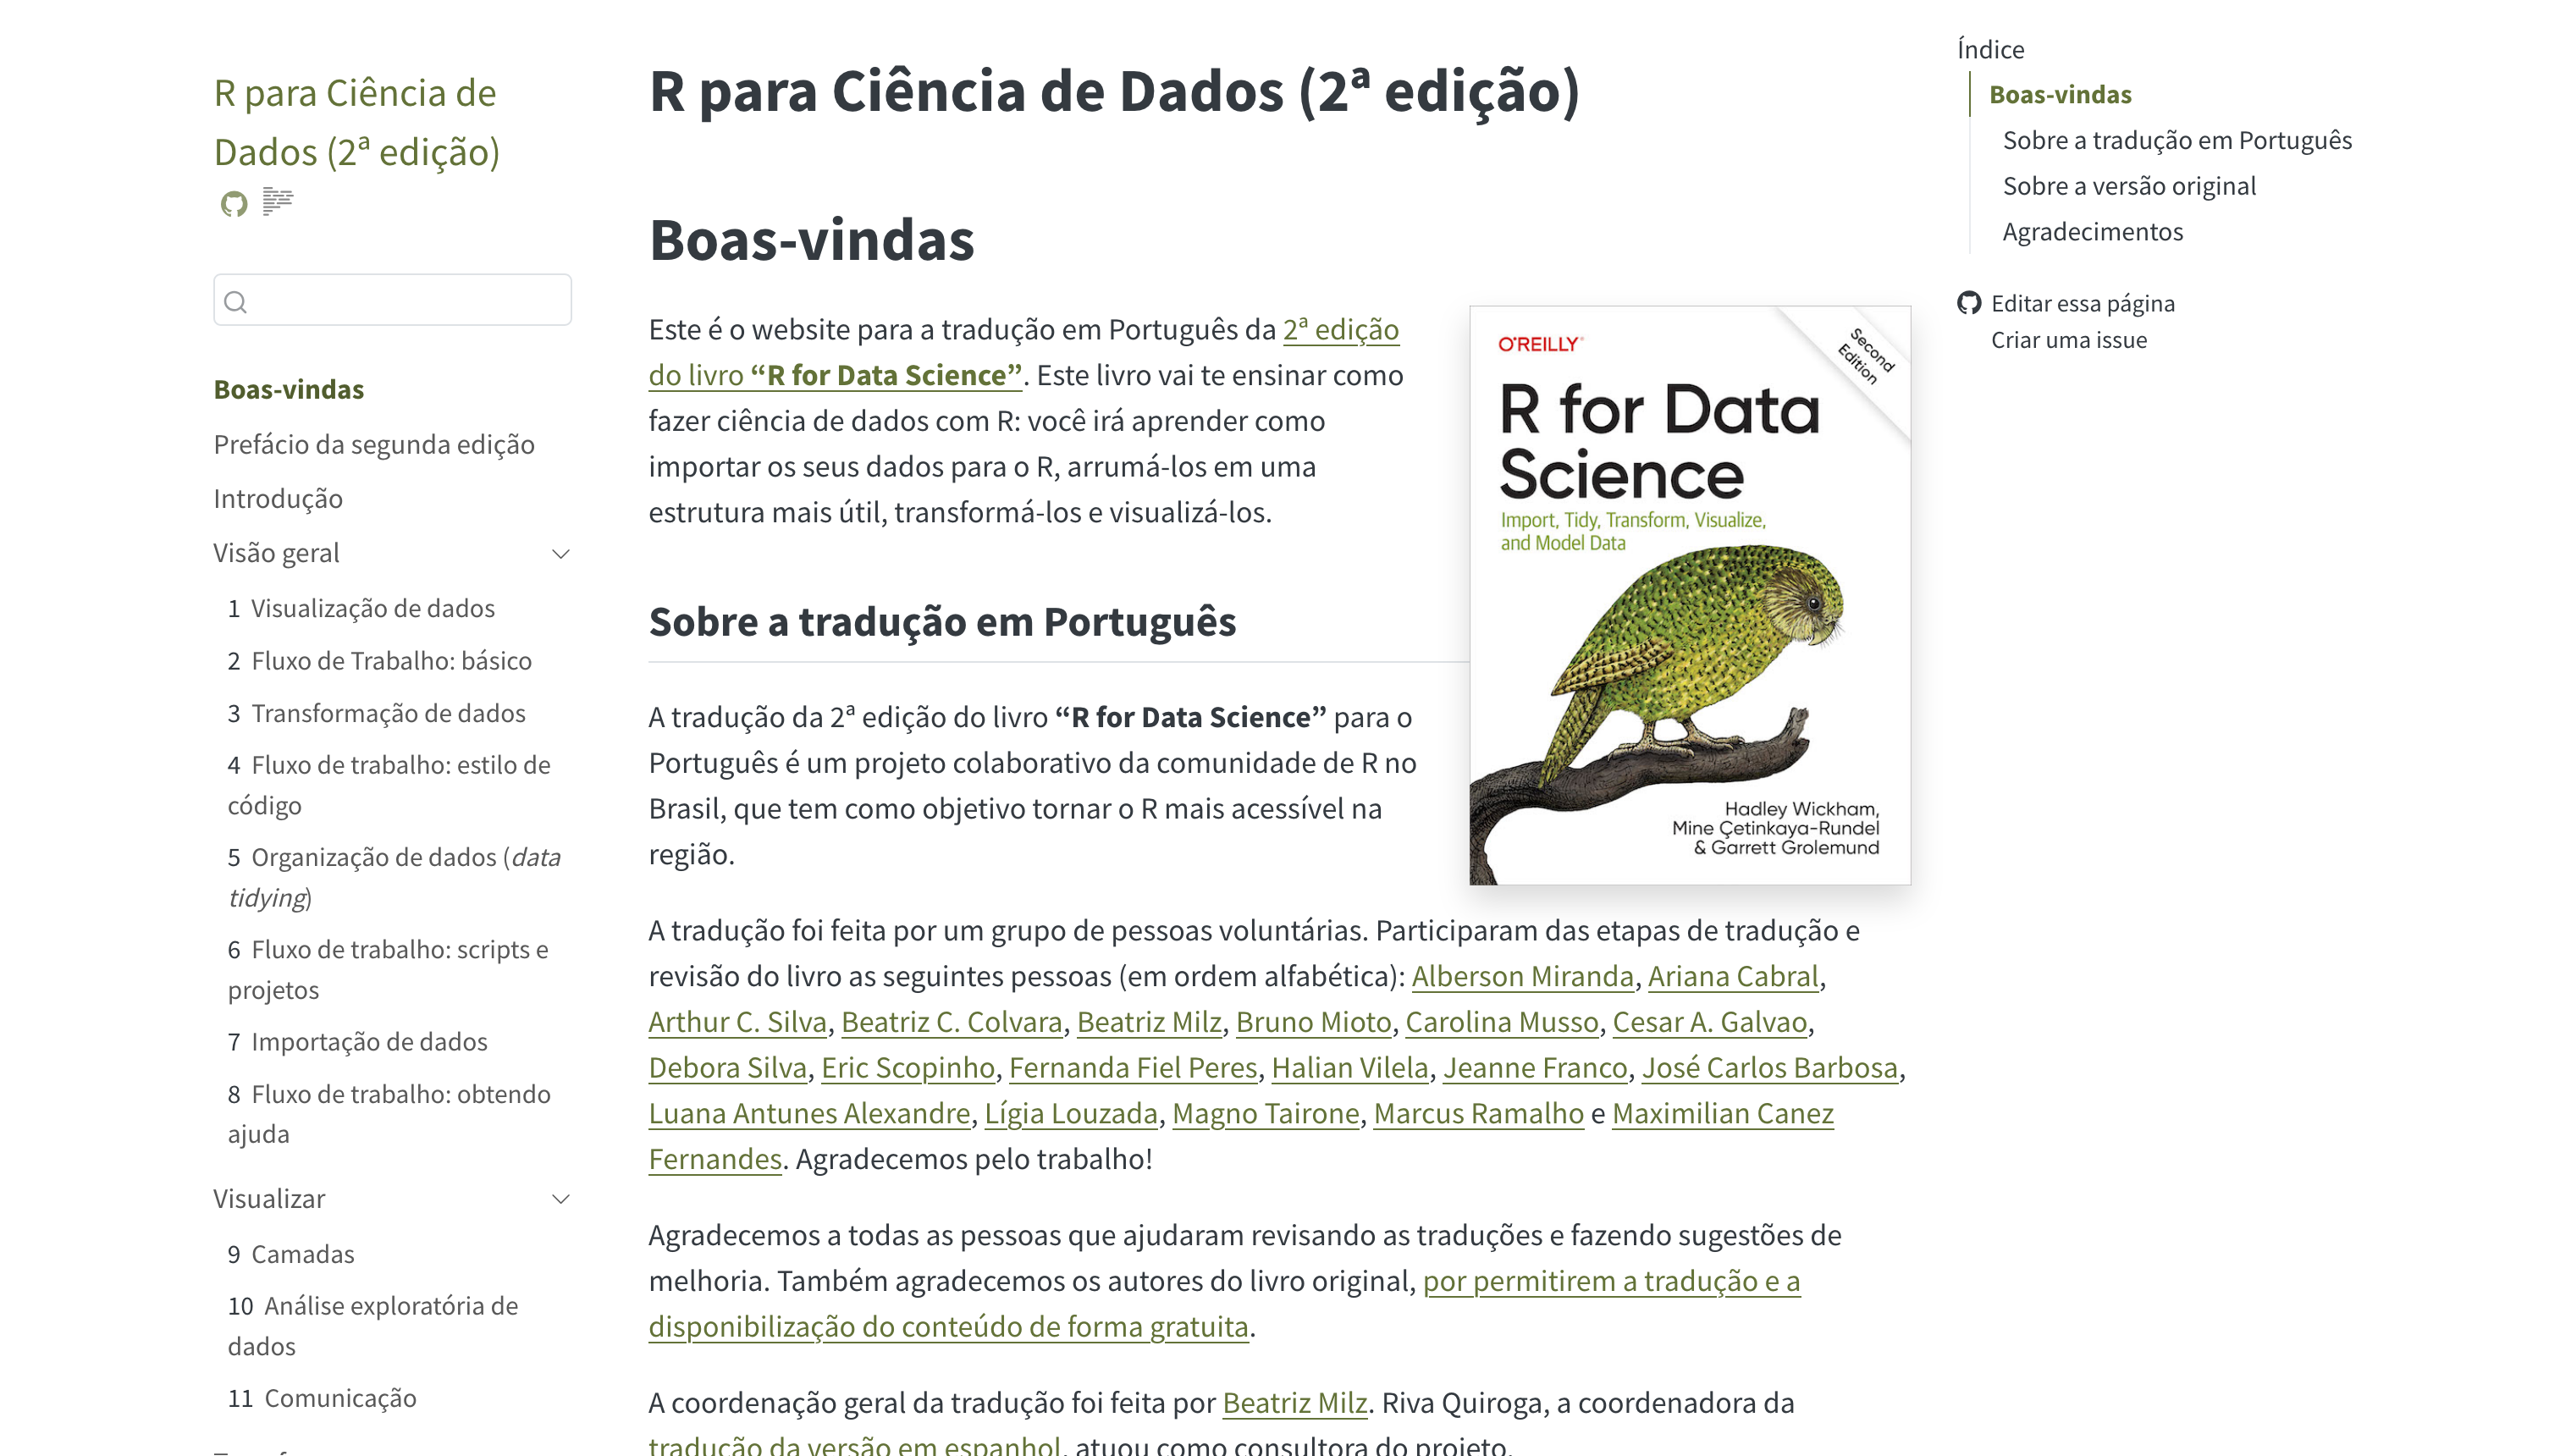 R para Ciência de
Dados (2ª edição)
Boas-vindas
Prefácio da segunda edição
Introdução
Visão geral
1 Visualização de dados
2 Fluxo de Trabalho: básico
3 Transformação de dados
4 Fluxo de trabalho: estilo de
código
5 Organização de dados (data
tidying)
6 Fluxo de trabalho: scripts e
projetos
7 Importação de dados
8 Fluxo de trabalho: obtendo
ajuda
Visualizar
9 Camadas
10 Análise exploratória de
dados
11 Comunicação
R para Ciência de Dados (2ª edição)
Boas-vindas
Este é o website para a tradução em Português da 2ª edição
do livro “R for Data Science”. Este livro vai te ensinar como
fazer ciência de dados com R: você irá aprender como
importar os seus dados para o R, arrumá-los em uma
estrutura mais útil, transformá-los e visualizá-los.
O'REILLY®
Second
Edition
R for Data
Science
Import, Tidy, Transform, Visualize,
and Model Data
Hadley Wickham,
Mine Çetinkaya-Rundel
& Garrett Grolemund
Sobre a tradução em Português
A tradução da 2ª edição do livro “R for Data Science” para o
Português é um projeto colaborativo da comunidade de R no
Brasil, que tem como objetivo tornar o R mais acessível na
região.
A tradução foi feita por um grupo de pessoas voluntárias. Participaram das etapas de tradução e
revisão do livro as seguintes pessoas (em ordem alfabética): Alberson Miranda, Ariana Cabral,
Arthur C. Silva, Beatriz C. Colvara, Beatriz Milz, Bruno Mioto, Carolina Musso, Cesar A. Galvao,
Debora Silva, Eric Scopinho, Fernanda Fiel Peres, Halian Vilela, Jeanne Franco, José Carlos Barbosa,
Luana Antunes Alexandre, Lígia Louzada, Magno Tairone, Marcus Ramalho e Maximilian Canez
Fernandes. Agradecemos pelo trabalho!
Agradecemos a todas as pessoas que ajudaram revisando as traduções e fazendo sugestões de
melhoria. Também agradecemos os autores do livro original, por permitirem a tradução e a
disponibilização do conteúdo de forma gratuita.
A coordenação geral da tradução foi feita por Beatriz Milz. Riva Quiroga, a coordenadora da
tradução da versão em espanhol, atuou como consultora do projeto.
Índice
Boas-vindas
Sobre a tradução em Português
Sobre a versão original
Agradecimentos
Editar essa página
Criar uma issue